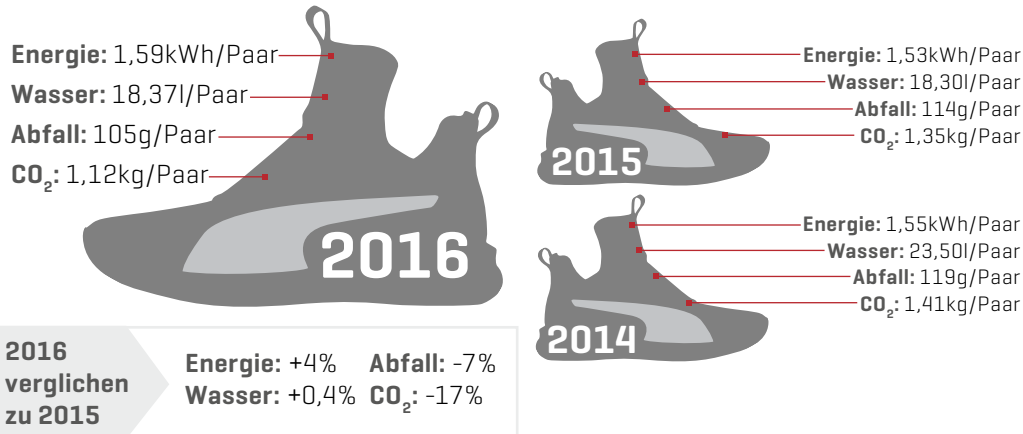 Energie: 1,59kWh/Paar
Wasser: 18,37l/Paar
Abfall: 105g/Paar
CO₂: 1,12kg/Paar
2016
Energie: 1,53kWh/Paar
Wasser: 18,30l/Paar
Abfall: 114g/Paar
CO₂: 1,35kg/Paar
2015
Energie: 1,55kWh/Paar
Wasser: 23,50l/Paar
Abfall: 119g/Paar
CO₂: 1,41kg/Paar
2014
2016
verglichen
zu 2015
Energie: +4% Abfall: -7%
Wasser: +0,4% CO₂: -17%